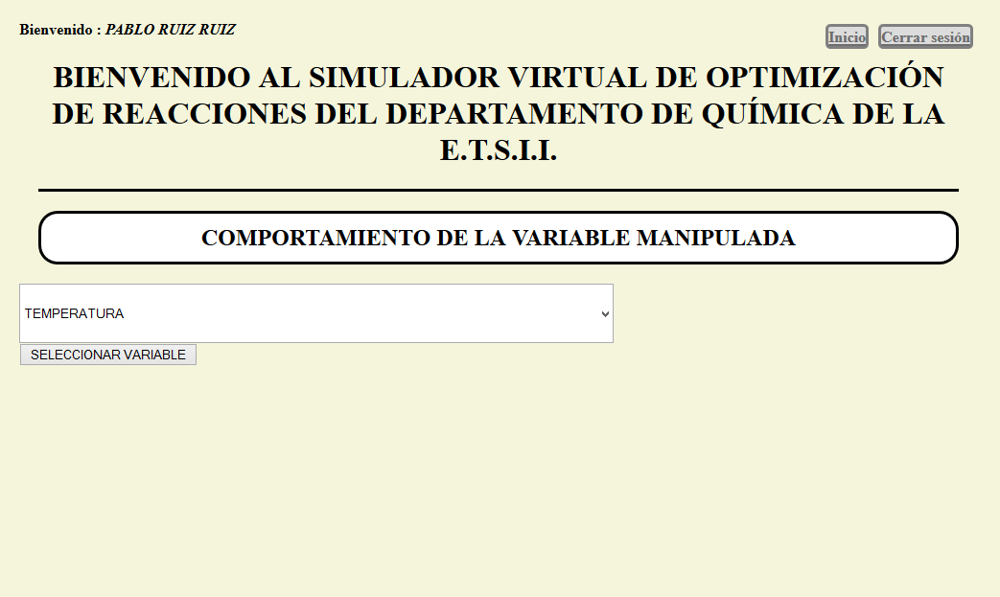 Bienvenido : PABLO RUIZ RUIZ
Inicio
Cerrar sesión
BIENVENIDO AL SIMULADOR VIRTUAL DE OPTIMIZACIÓN
DE REACCIONES DEL DEPARTAMENTO DE QUÍMICA DE LA
E.T.S.I.I.
COMPORTAMIENTO DE LA VARIABLE MANIPULADA
TEMPERATURA
SELECCIONAR VARIABLE